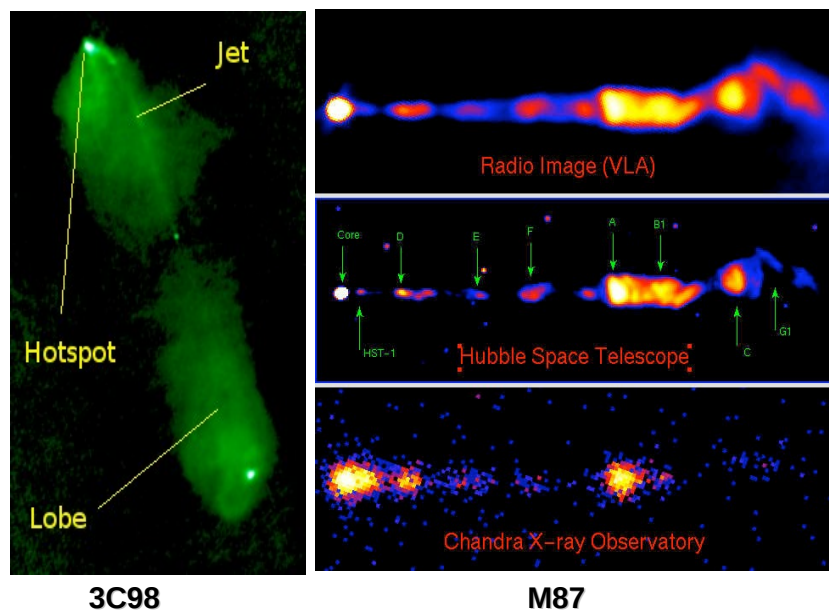 Jet
Hotspot
Lobe
3C98
Radio Image (VLA)
Core
D
E
F
A
B1
HST-1
C
G1
Hubble Space Telescope
Chandra X-ray Observatory
M87